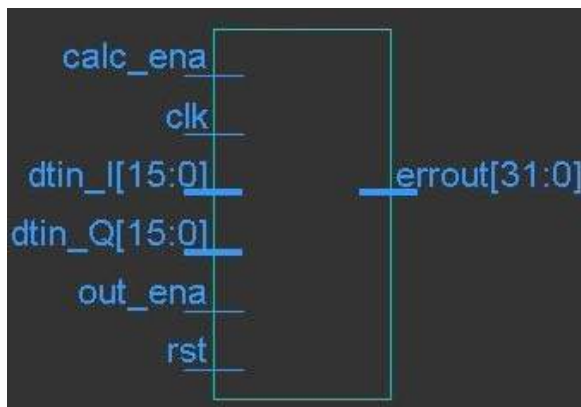 calc_ena
clk
dtin_I[15:0]
errout[31:0]
dtin_Q[15:0]
out_ena
rst